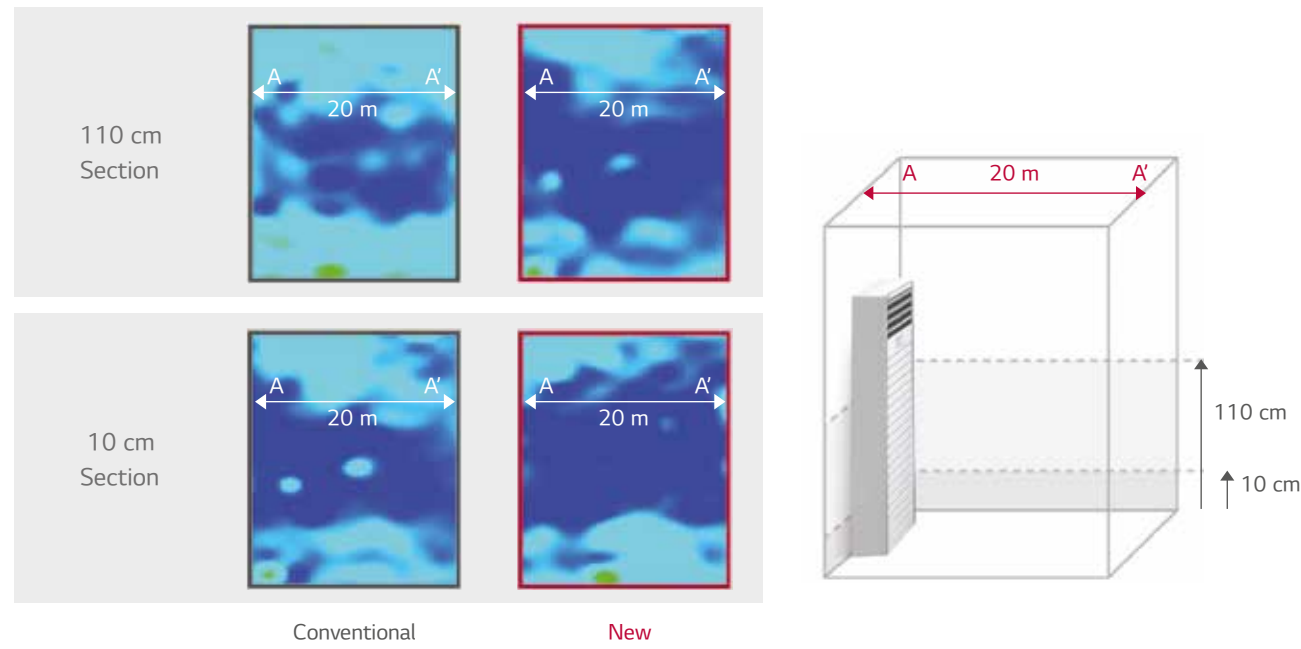 110 cm
Section
A A’
20 m
A A’
20 m
10 cm
Section
A A’
20 m
A A’
20 m
Conventional
New
A 20 m A’
110 cm
10 cm